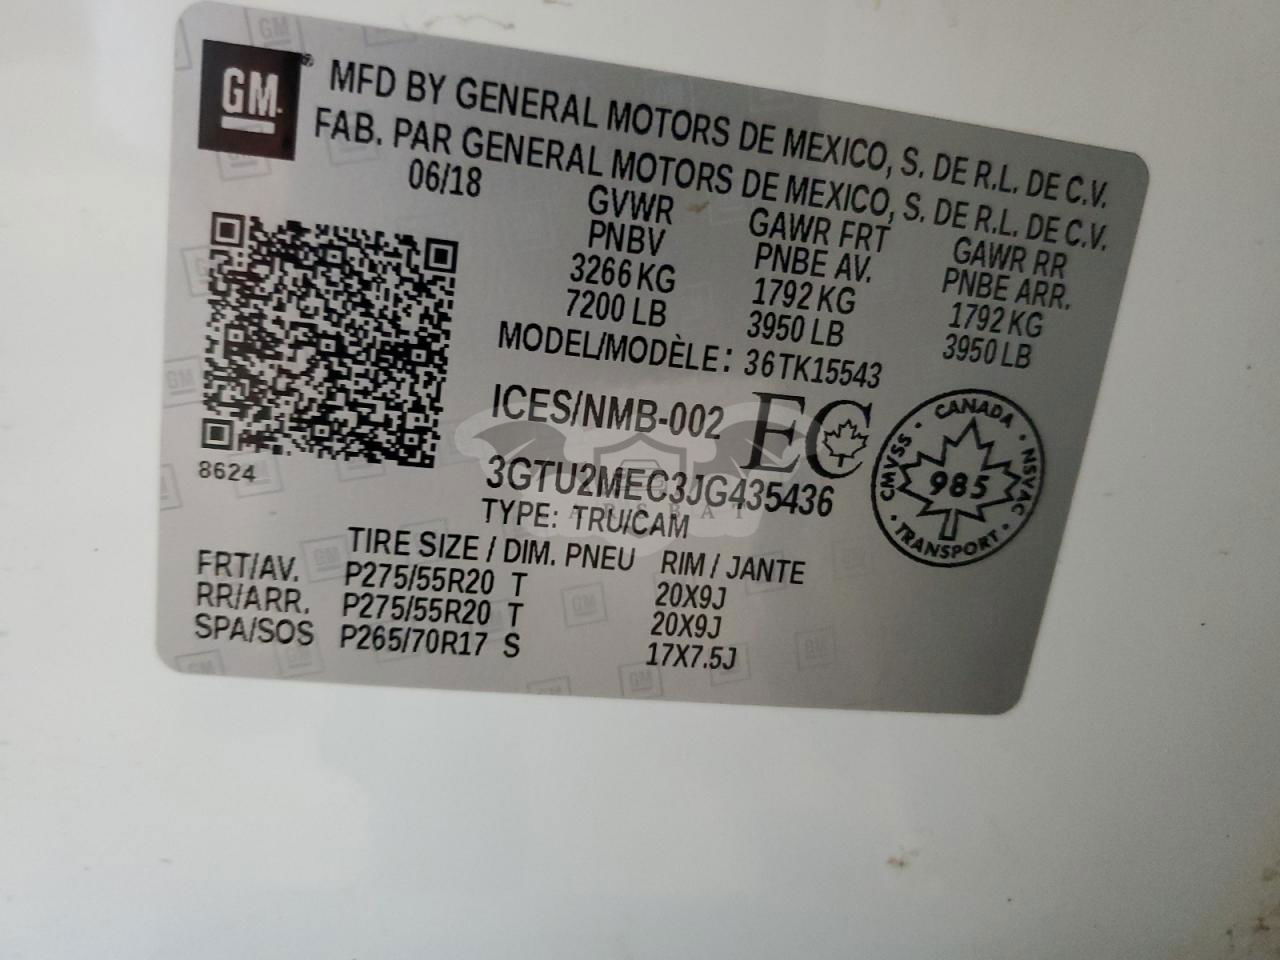 GM
MFD BY GENERAL MOTORS DE MEXICO, S. DE R.L. DE C.V.
FAB. PAR GENERAL MOTORS DE MEXICO, S. DE R.L. DE C.V.
06/18 GVWR GAWR FRT GAWR RR
PNBV PNBE AV. PNBE ARR.
3266 KG 1792 KG 1792 KG
7200 LB 3950 LB 3950 LB
MODEL/MODÈLE: 36TK15543
ICES/NMB-002 EC
3GTU2MEC3JG435436
8624
TYPE: TRU/CAM
CANADA
CMVSS · NSVAC
985
TRANSPORT
TIRE SIZE / DIM. PNEU RIM / JANTE
FRT/AV. P275/55R20 T 20X9J
RR/ARR. P275/55R20 T 20X9J
SPA/SOS P265/70R17 S 17X7.5J